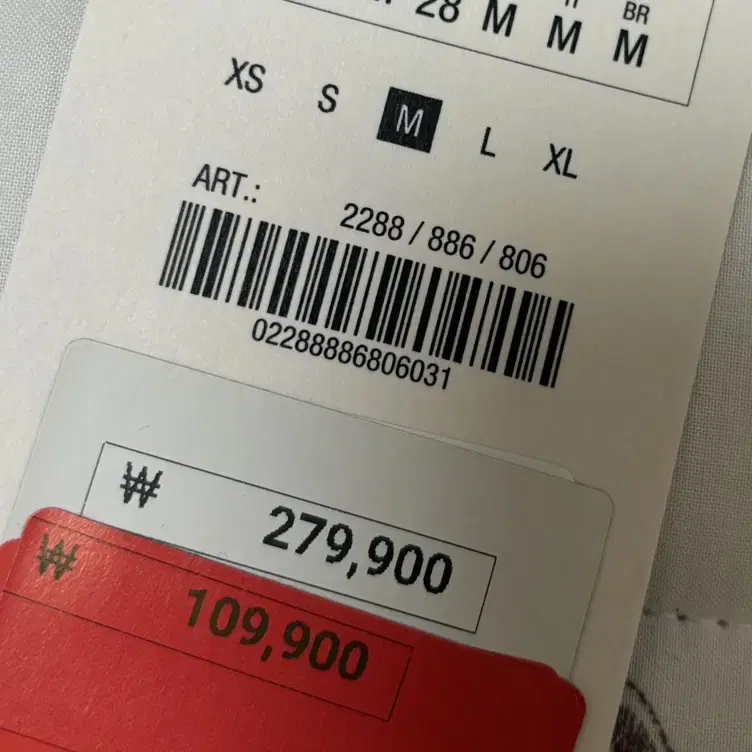 28 M M M
BR
XS S M L XL
ART.: 2288 / 886 / 806
02288886806031
₩ 279,900
₩ 109,900